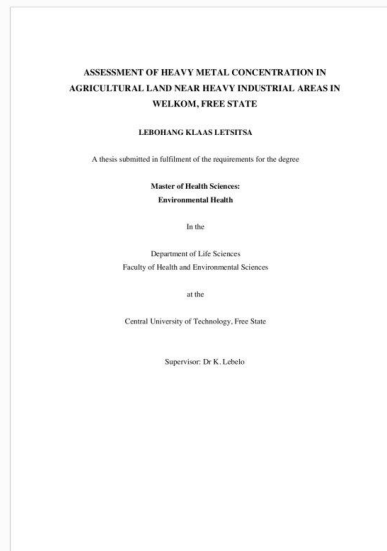 ASSESSMENT OF HEAVY METAL CONCENTRATION IN
AGRICULTURAL LAND NEAR HEAVY INDUSTRIAL AREAS IN
WELKOM, FREE STATE
LEBOHANG KLAAS LETSITSA
A thesis submitted in fulfilment of the requirements for the degree
Master of Health Sciences:
Environmental Health
In the
Department of Life Sciences
Faculty of Health and Environmental Sciences
at the
Central University of Technology, Free State
Supervisor: Dr K. Lebelo